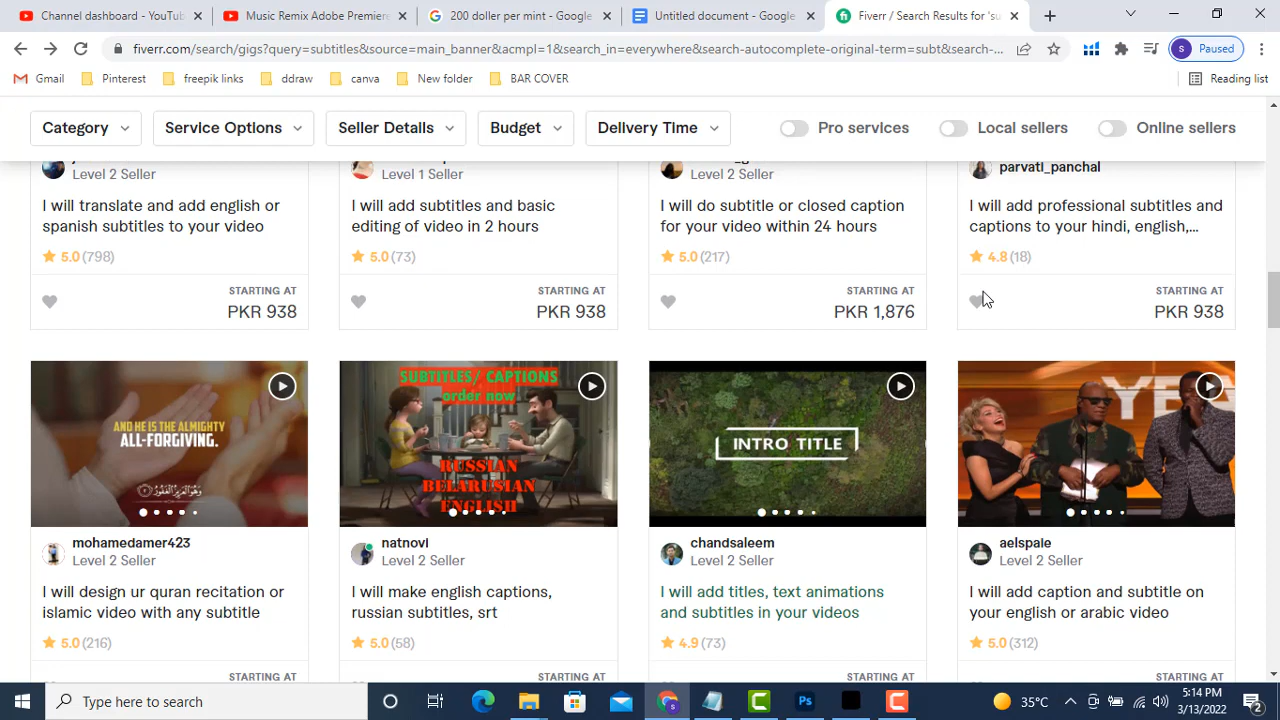 Channel dashboard - YouTu
Music Remix Adobe Premiere
200 doller per mint - Google
Untitled document - Google
Fiverr / Search Results for 'su
fiverr.com/search/gigs?query=subtitles&source=main_banner&acmpl=1&search_in=everywhere&search-autocomplete-original-term=subt&search-...
S Paused
Gmail
Pinterest
freepik links
ddraw
canva
New folder
BAR COVER
Reading list
Category
Service Options
Seller Details
Budget
Delivery Time
Pro services
Local sellers
Online sellers
Level 2 Seller
I will translate and add english or
spanish subtitles to your video
5.0 (798)
STARTING AT
PKR 938
Level 1 Seller
I will add subtitles and basic
editing of video in 2 hours
5.0 (73)
STARTING AT
PKR 938
Level 2 Seller
I will do subtitle or closed caption
for your video within 24 hours
5.0 (217)
STARTING AT
PKR 1,876
parvati_panchal
I will add professional subtitles and
captions to your hindi, english,...
4.8 (18)
STARTING AT
PKR 938
AND HE IS THE ALMIGHTY
ALL-FORGIVING.
وَهُوَ الْعَزِيزُ الْغَفُورُ
mohamedamer423
Level 2 Seller
I will design ur quran recitation or
islamic video with any subtitle
5.0 (216)
STARTING AT
SUBTITLES/ CAPTIONS
order now
RUSSIAN
BELARUSIAN
ENGLISH
natnovi
Level 2 Seller
I will make english captions,
russian subtitles, srt
5.0 (58)
STARTING AT
INTRO TITLE
chandsaleem
Level 2 Seller
I will add titles, text animations
and subtitles in your videos
4.9 (73)
STARTING AT
YE
aelspaie
Level 2 Seller
I will add caption and subtitle on
your english or arabic video
5.0 (312)
STARTING AT
Type here to search
Ps
35°C
5:14 PM
3/13/2022
2